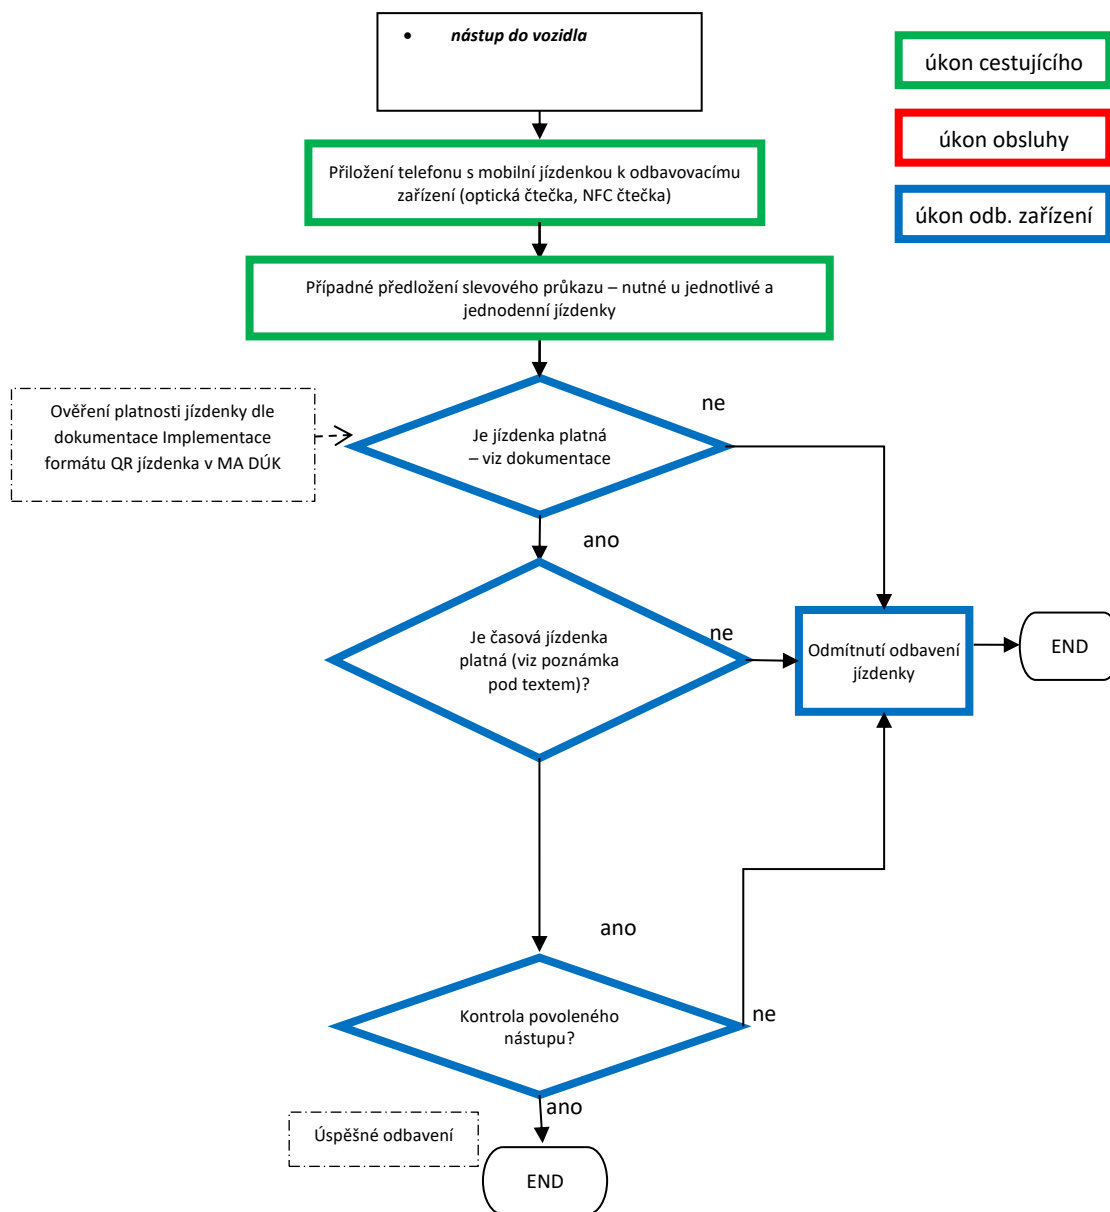 • nástup do vozidla
úkon cestujícího
úkon obsluhy
úkon odb. zařízení
Přiložení telefonu s mobilní jízdenkou k odbavovacímu
zařízení (optická čtečka, NFC čtečka)
Případné předložení slevového průkazu – nutné u jednotlivé a
jednodenní jízdenky
Ověření platnosti jízdenky dle
dokumentace Implementace
formátu QR jízdenka v MA DÚK
ne
Je jízdenka platná
– viz dokumentace
ano
Je časová jízdenka
platná (viz poznámka
pod textem)?
ne
Odmítnutí odbavení
jízdenky
END
ano
Kontrola povoleného
nástupu?
ne
ano
Úspěšné odbavení
END